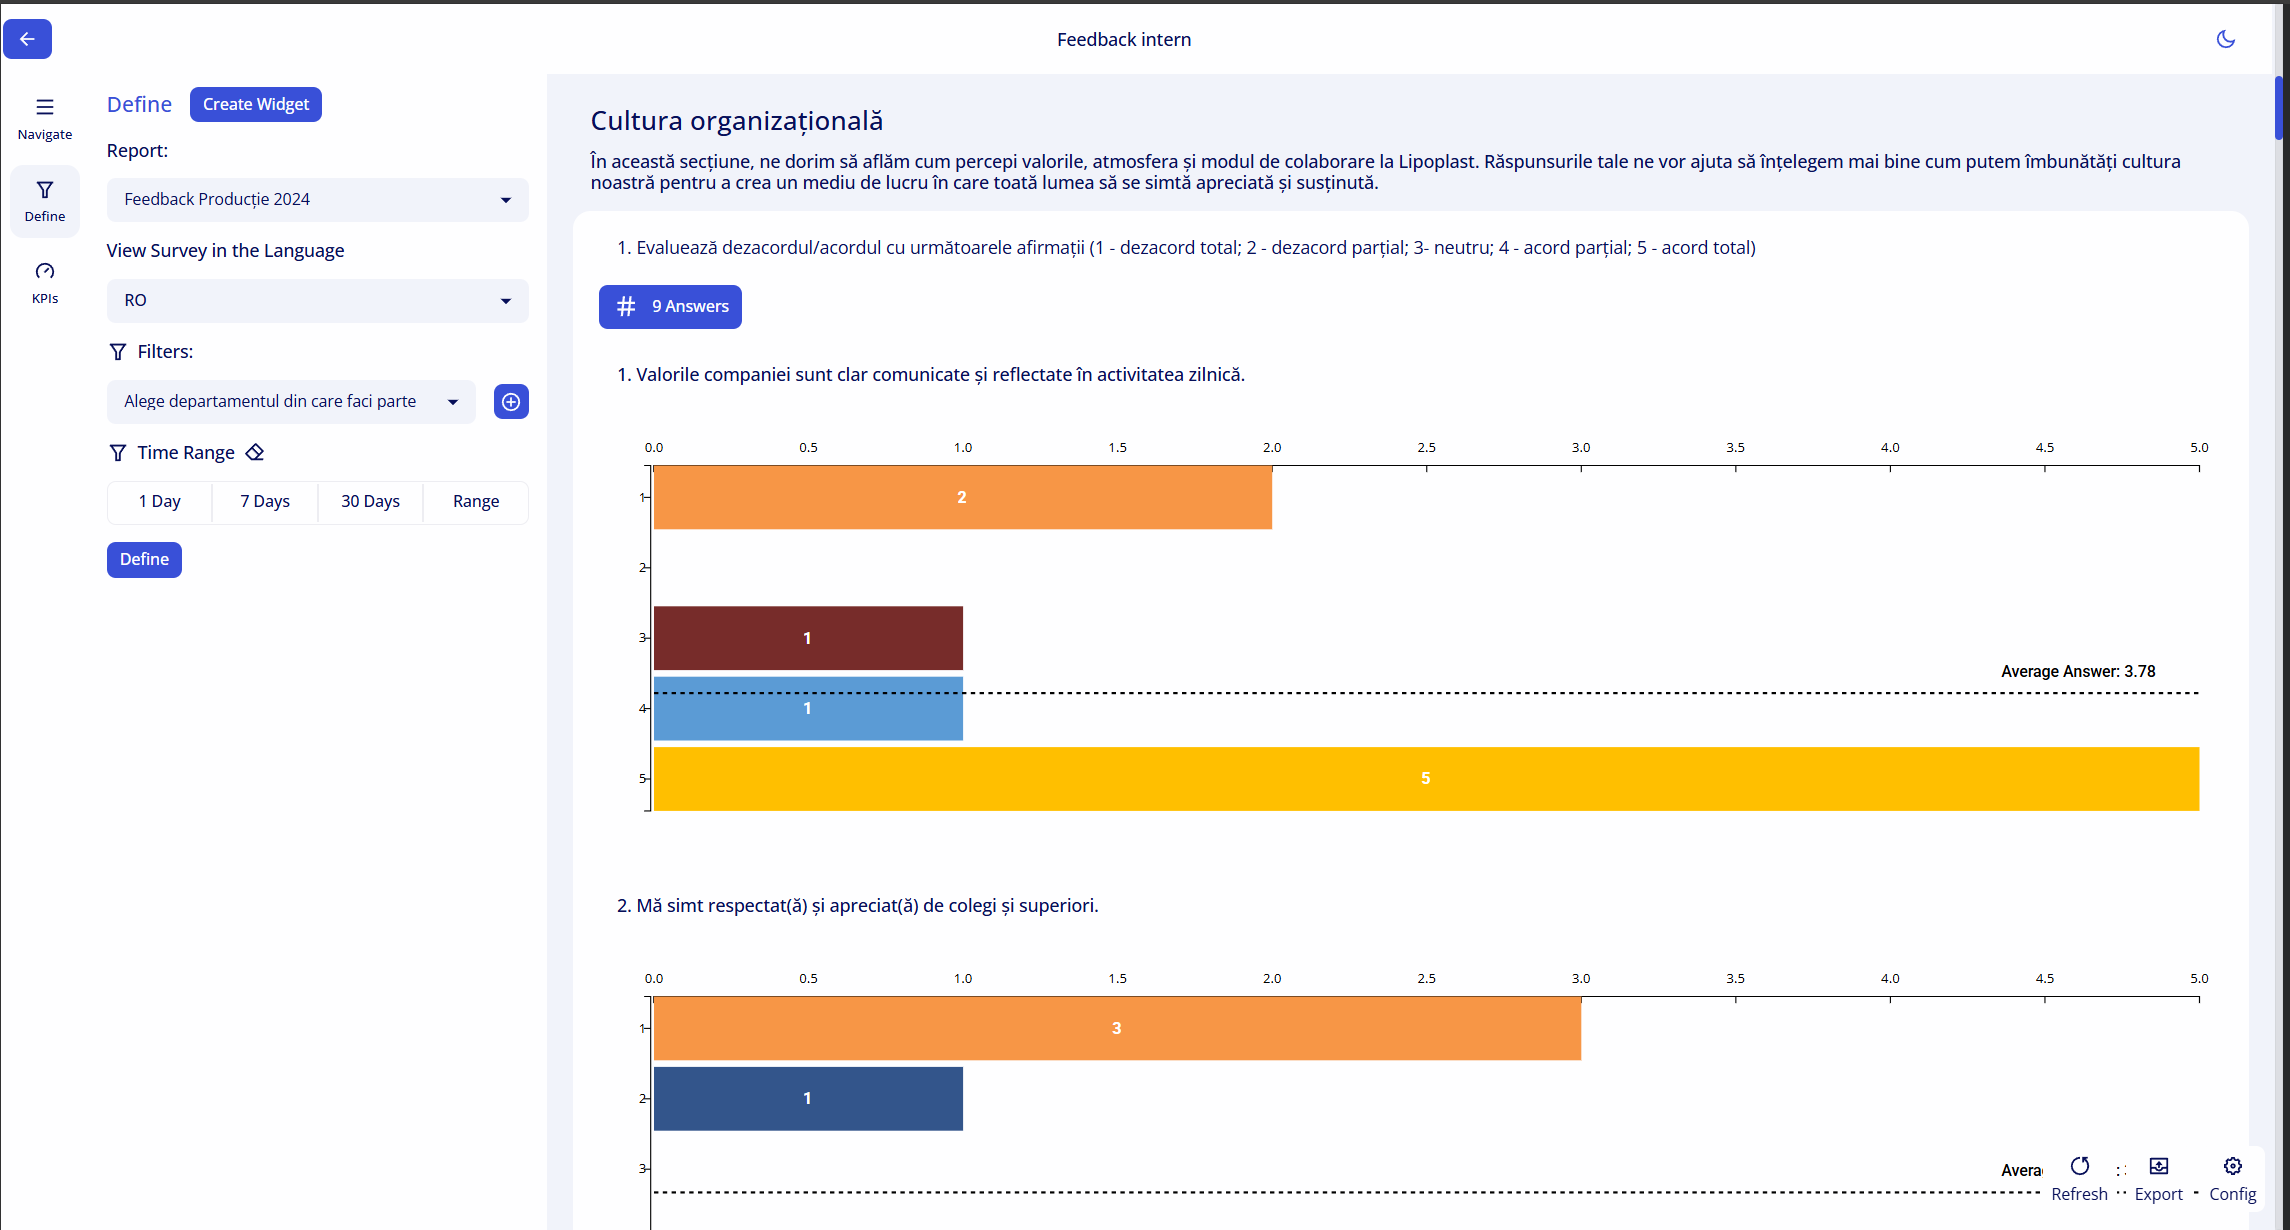 Feedback intern
Navigate
Define
KPIs
Define
Create Widget
Report:
Feedback Producție 2024
View Survey in the Language
RO
Filters:
Alege departamentul din care faci parte
Time Range
1 Day
7 Days
30 Days
Range
Define
Cultura organizațională
În această secțiune, ne dorim să aflăm cum percepi valorile, atmosfera și modul de colaborare la Lipoplast. Răspunsurile tale ne vor ajuta să înțelegem mai bine cum putem îmbunătăți cultura
noastră pentru a crea un mediu de lucru în care toată lumea să se simtă apreciată și susținută.
1. Evaluează dezacordul/acordul cu următoarele afirmații (1 - dezacord total; 2 - dezacord parțial; 3- neutru; 4 - acord parțial; 5 - acord total)
# 9 Answers
1. Valorile companiei sunt clar comunicate și reflectate în activitatea zilnică.
0.0 0.5 1.0 1.5 2.0 2.5 3.0 3.5 4.0 4.5 5.0
1 2
2
3 1
Average Answer: 3.78
4 1
5 5
2. Mă simt respectat(ă) și apreciat(ă) de colegi și superiori.
0.0 0.5 1.0 1.5 2.0 2.5 3.0 3.5 4.0 4.5 5.0
1 3
2 1
3
Refresh
Export
Config